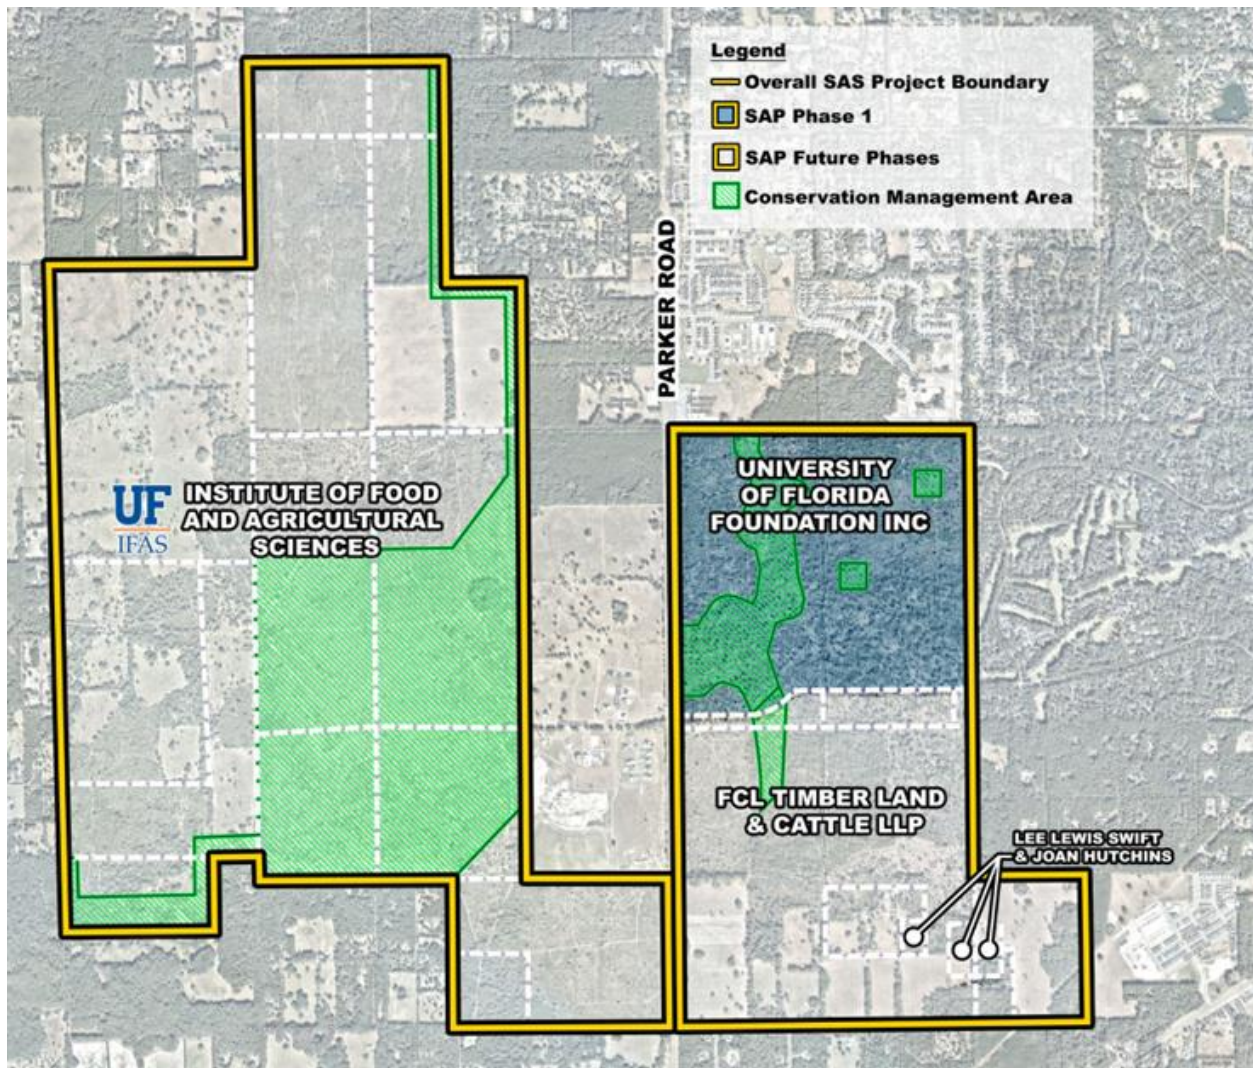 Legend
Overall SAS Project Boundary
SAP Phase 1
SAP Future Phases
Conservation Management Area
PARKER ROAD
UF
IFAS
INSTITUTE OF FOOD
AND AGRICULTURAL
SCIENCES
UNIVERSITY
OF FLORIDA
FOUNDATION INC
FCL TIMBER LAND
& CATTLE LLP
LEE LEWIS SWIFT
& JOAN HUTCHINS